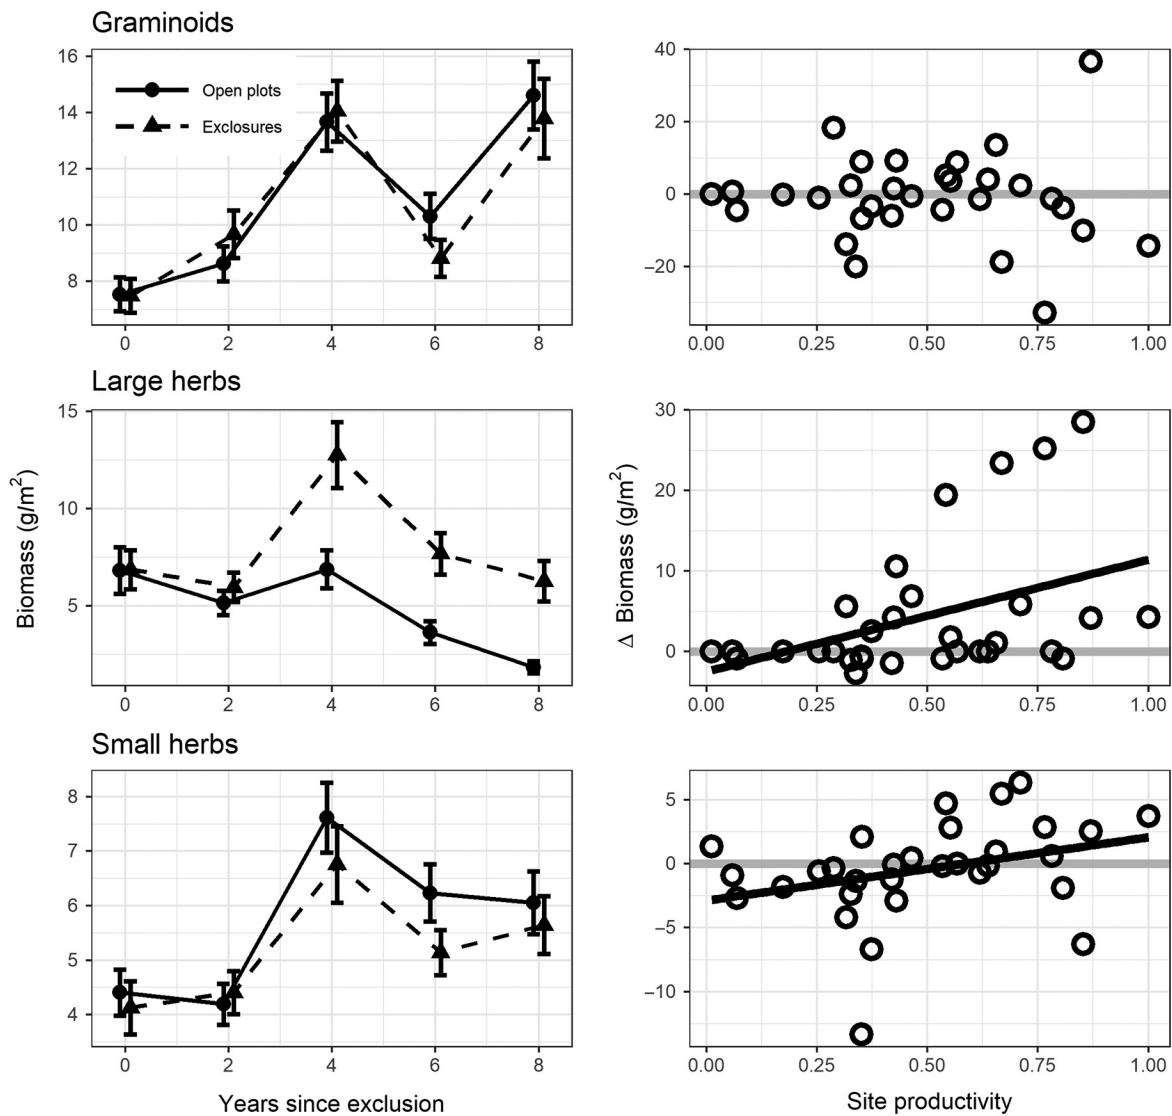 Graminoids
16
14
12
10
8
Open plots
Exclosures
0 2 4 6 8
40
20
0
−20
0.00 0.25 0.50 0.75 1.00
Large herbs
15
10
5
0 2 4 6 8
Biomass (g/m²)
30
20
10
0
0.00 0.25 0.50 0.75 1.00
Δ Biomass (g/m²)
Small herbs
8
7
6
5
4
0 2 4 6 8
Years since exclusion
5
0
−5
−10
0.00 0.25 0.50 0.75 1.00
Site productivity